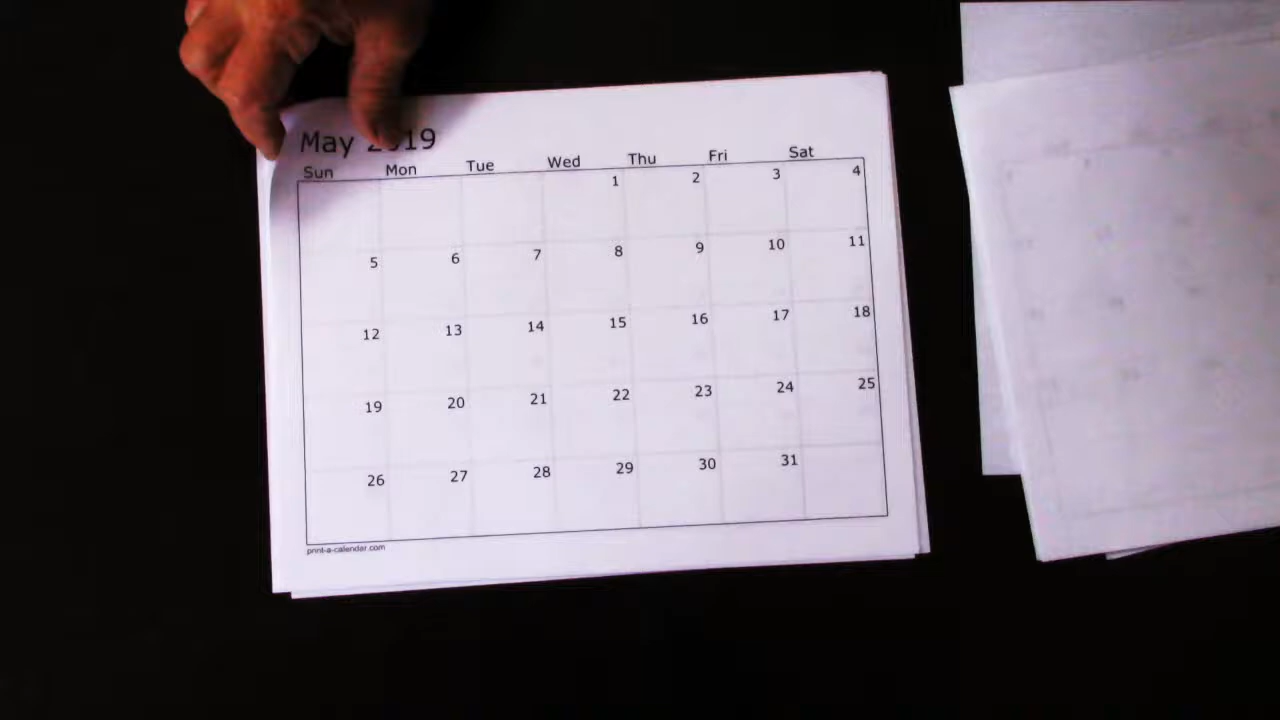 May 2019
Sun Mon Tue Wed Thu Fri Sat
1 2 3 4
5 6 7 8 9 10 11
12 13 14 15 16 17 18
19 20 21 22 23 24 25
26 27 28 29 30 31
print-a-calendar.com